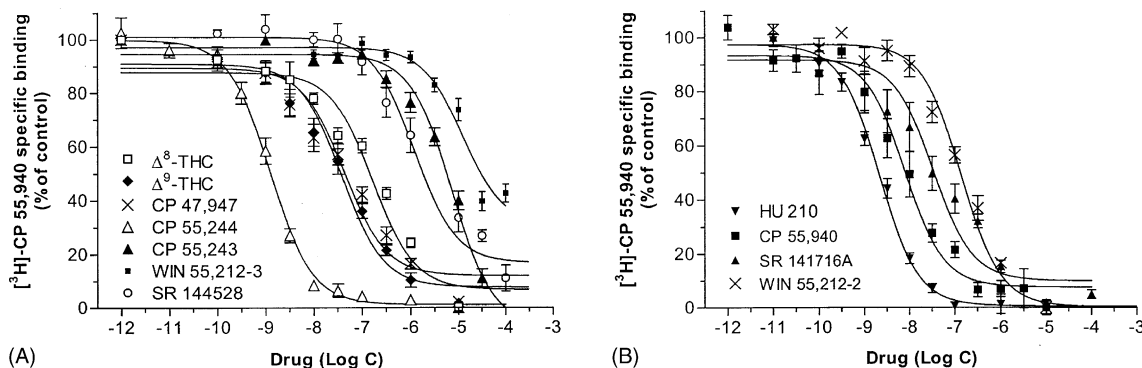 [³H]-CP 55,940 specific binding
(% of control)
100
80
60
40
20
0
Δ⁸-THC
Δ⁹-THC
CP 47,947
CP 55,244
CP 55,243
WIN 55,212-3
SR 144528
-12 -11 -10 -9 -8 -7 -6 -5 -4 -3
Drug (Log C)
(A)
[³H]-CP 55,940 specific binding
(% of control)
100
80
60
40
20
0
HU 210
CP 55,940
SR 141716A
WIN 55,212-2
-12 -11 -10 -9 -8 -7 -6 -5 -4 -3
Drug (Log C)
(B)